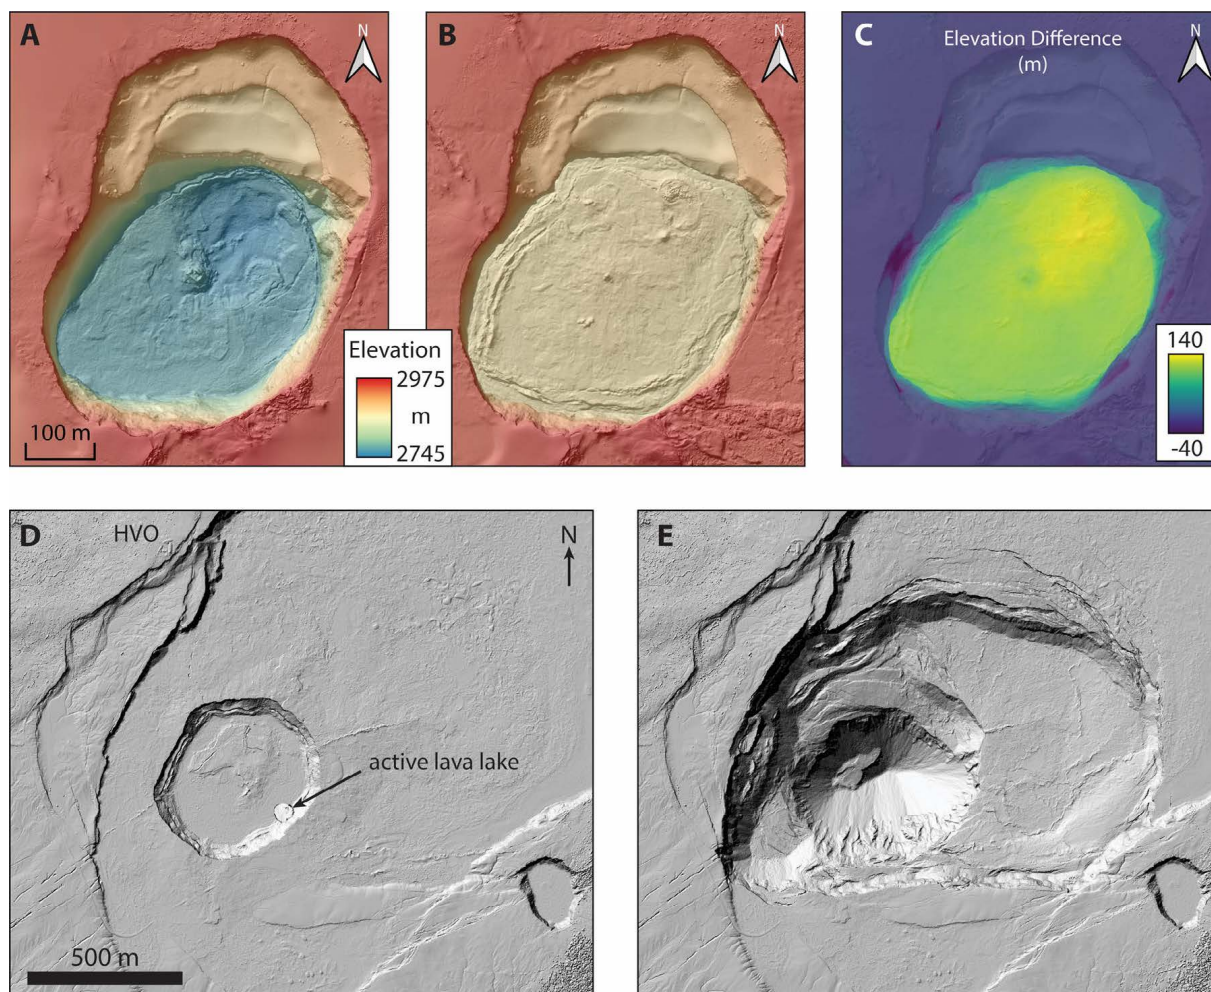 A
N
B
N
C
N
Elevation Difference
(m)
Elevation
2975
m
2745
100 m
140
-40
D
HVO
N
E
active lava lake
500 m